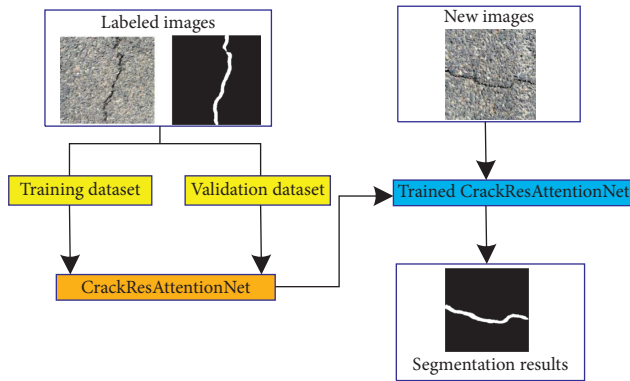 Labeled images
New images
Training dataset
Validation dataset
Trained CrackResAttentionNet
CrackResAttentionNet
Segmentation results